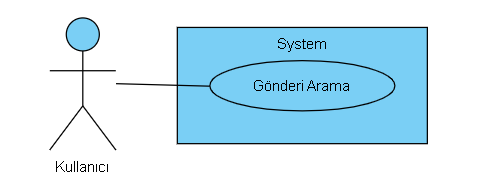 System
Gönderi Arama
Kullanıcı